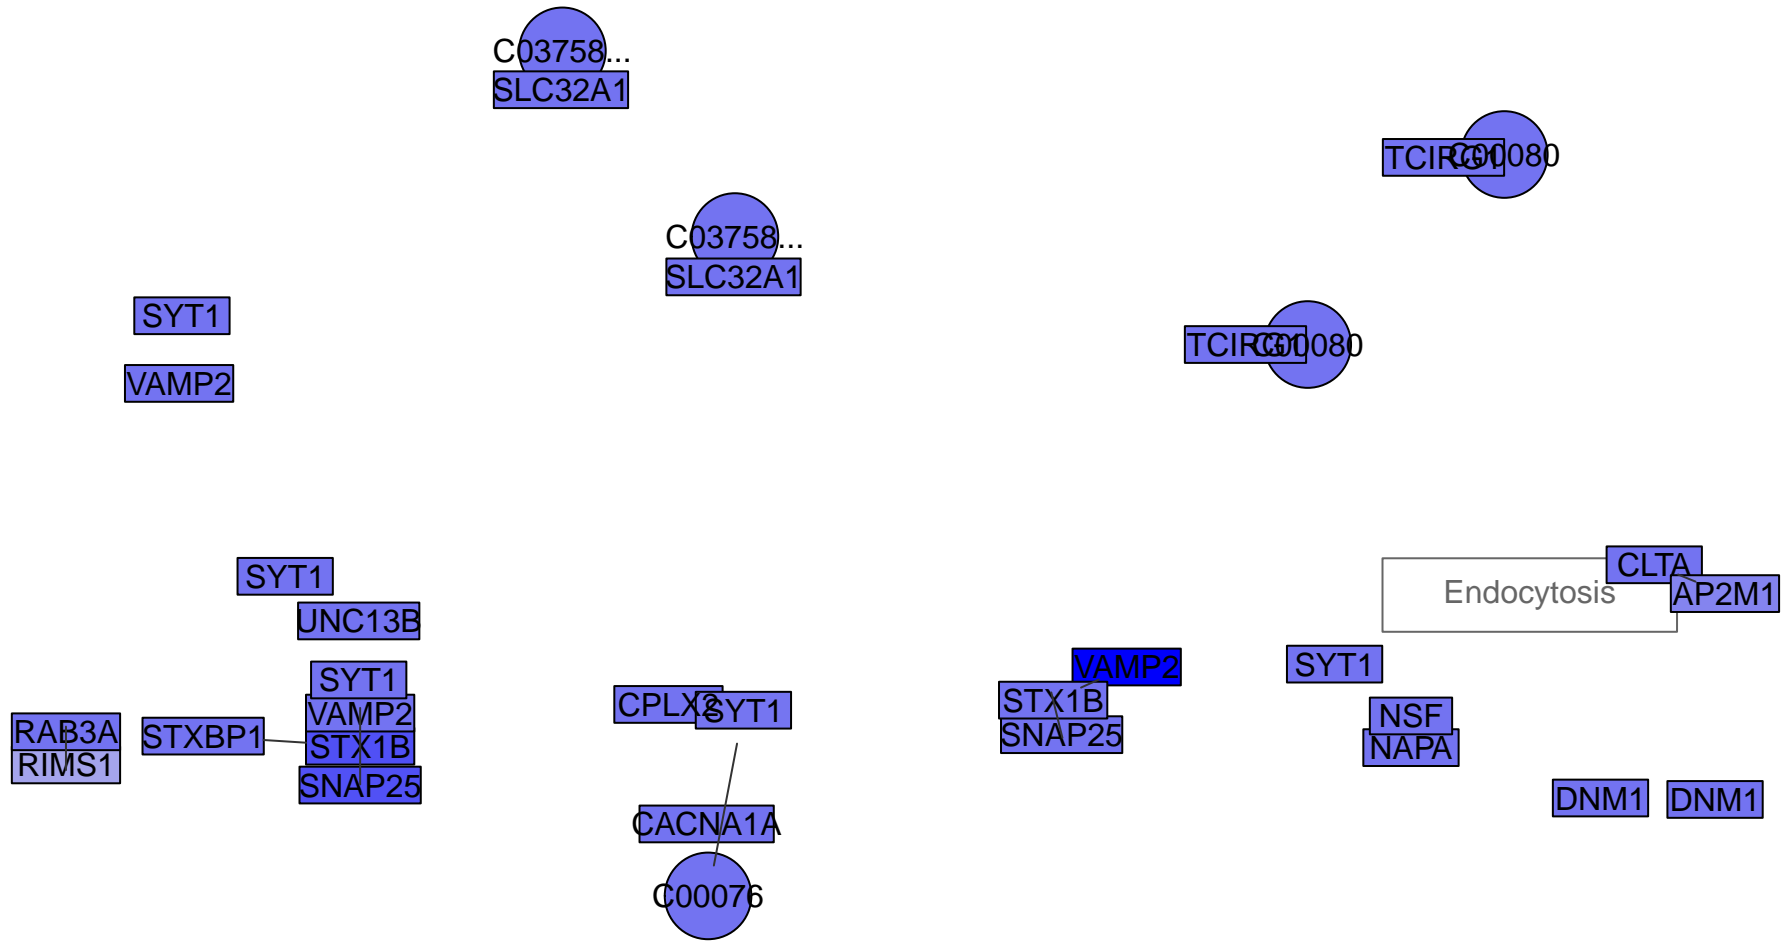 C03758...
SLC32A1
TCIRG1
C00080
C03758...
SLC32A1
SYT1
TCIRG1
C00080
VAMP2
SYT1
CLTA
Endocytosis
AP2M1
UNC13B
SYT1
VAMP2
SYT1
VAMP2
CPLX2
SYT1
STX1B
NSF
RAB3A
STXBP1
STX1B
SNAP25
NAPA
RIMS1
SNAP25
DNM1
DNM1
CACNA1A
C00076